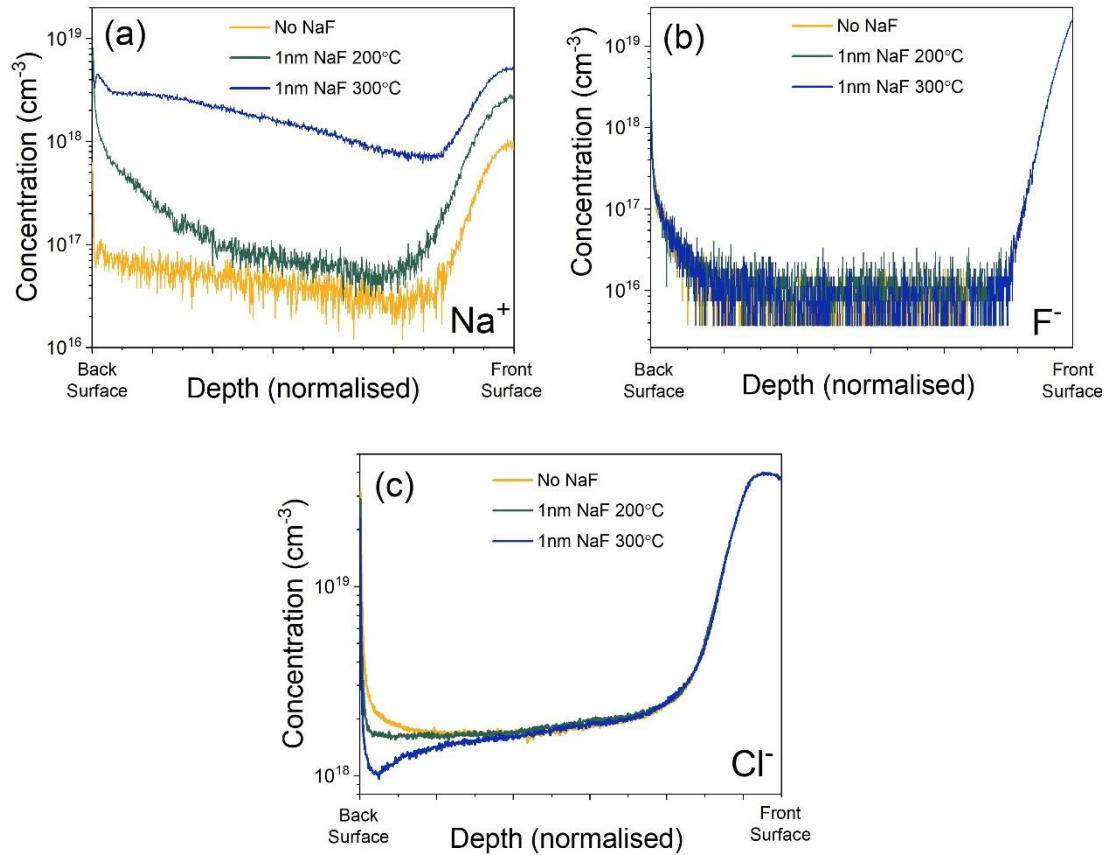 (a)
No NaF
1nm NaF 200°C
1nm NaF 300°C
10¹⁹
10¹⁸
10¹⁷
10¹⁶
Concentration (cm⁻³)
Na⁺
Back
Surface
Depth (normalised)
Front
Surface
(b)
No NaF
1nm NaF 200°C
1nm NaF 300°C
10¹⁹
10¹⁸
10¹⁷
10¹⁶
Concentration (cm⁻³)
F⁻
Back
Surface
Depth (normalised)
Front
Surface
(c)
No NaF
1nm NaF 200°C
1nm NaF 300°C
10¹⁹
10¹⁸
Concentration (cm⁻³)
Cl⁻
Back
Surface
Depth (normalised)
Front
Surface